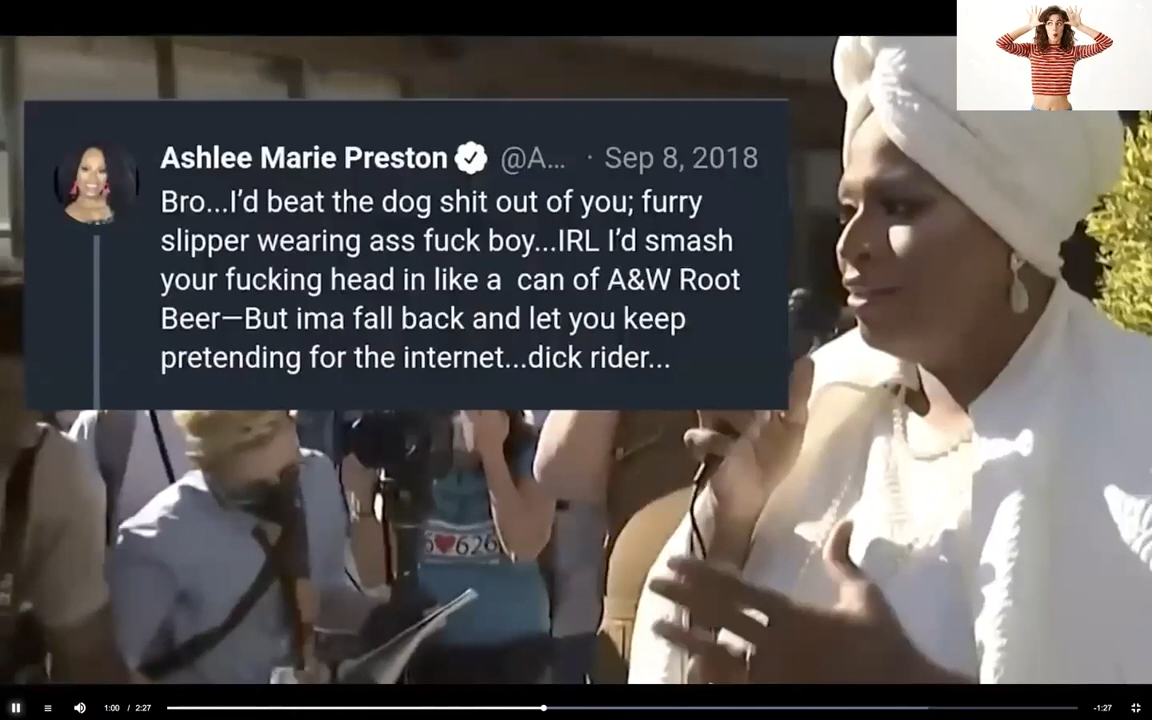 Ashlee Marie Preston @A... · Sep 8, 2018
Bro...I'd beat the dog shit out of you; furry
slipper wearing ass fuck boy...IRL I'd smash
your fucking head in like a can of A&W Root
Beer—But ima fall back and let you keep
pretending for the internet...dick rider...
6♥626
1:00 / 2:27
-1:27